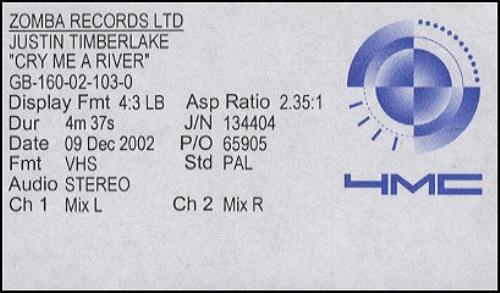 ZOMBA RECORDS LTD
JUSTIN TIMBERLAKE
"CRY ME A RIVER"
GB-160-02-103-0
Display Fmt 4:3 LB Asp Ratio 2.35:1
Dur 4m 37s J/N 134404
Date 09 Dec 2002 P/O 65905
Fmt VHS Std PAL
Audio STEREO
Ch 1 Mix L Ch 2 Mix R
4MC